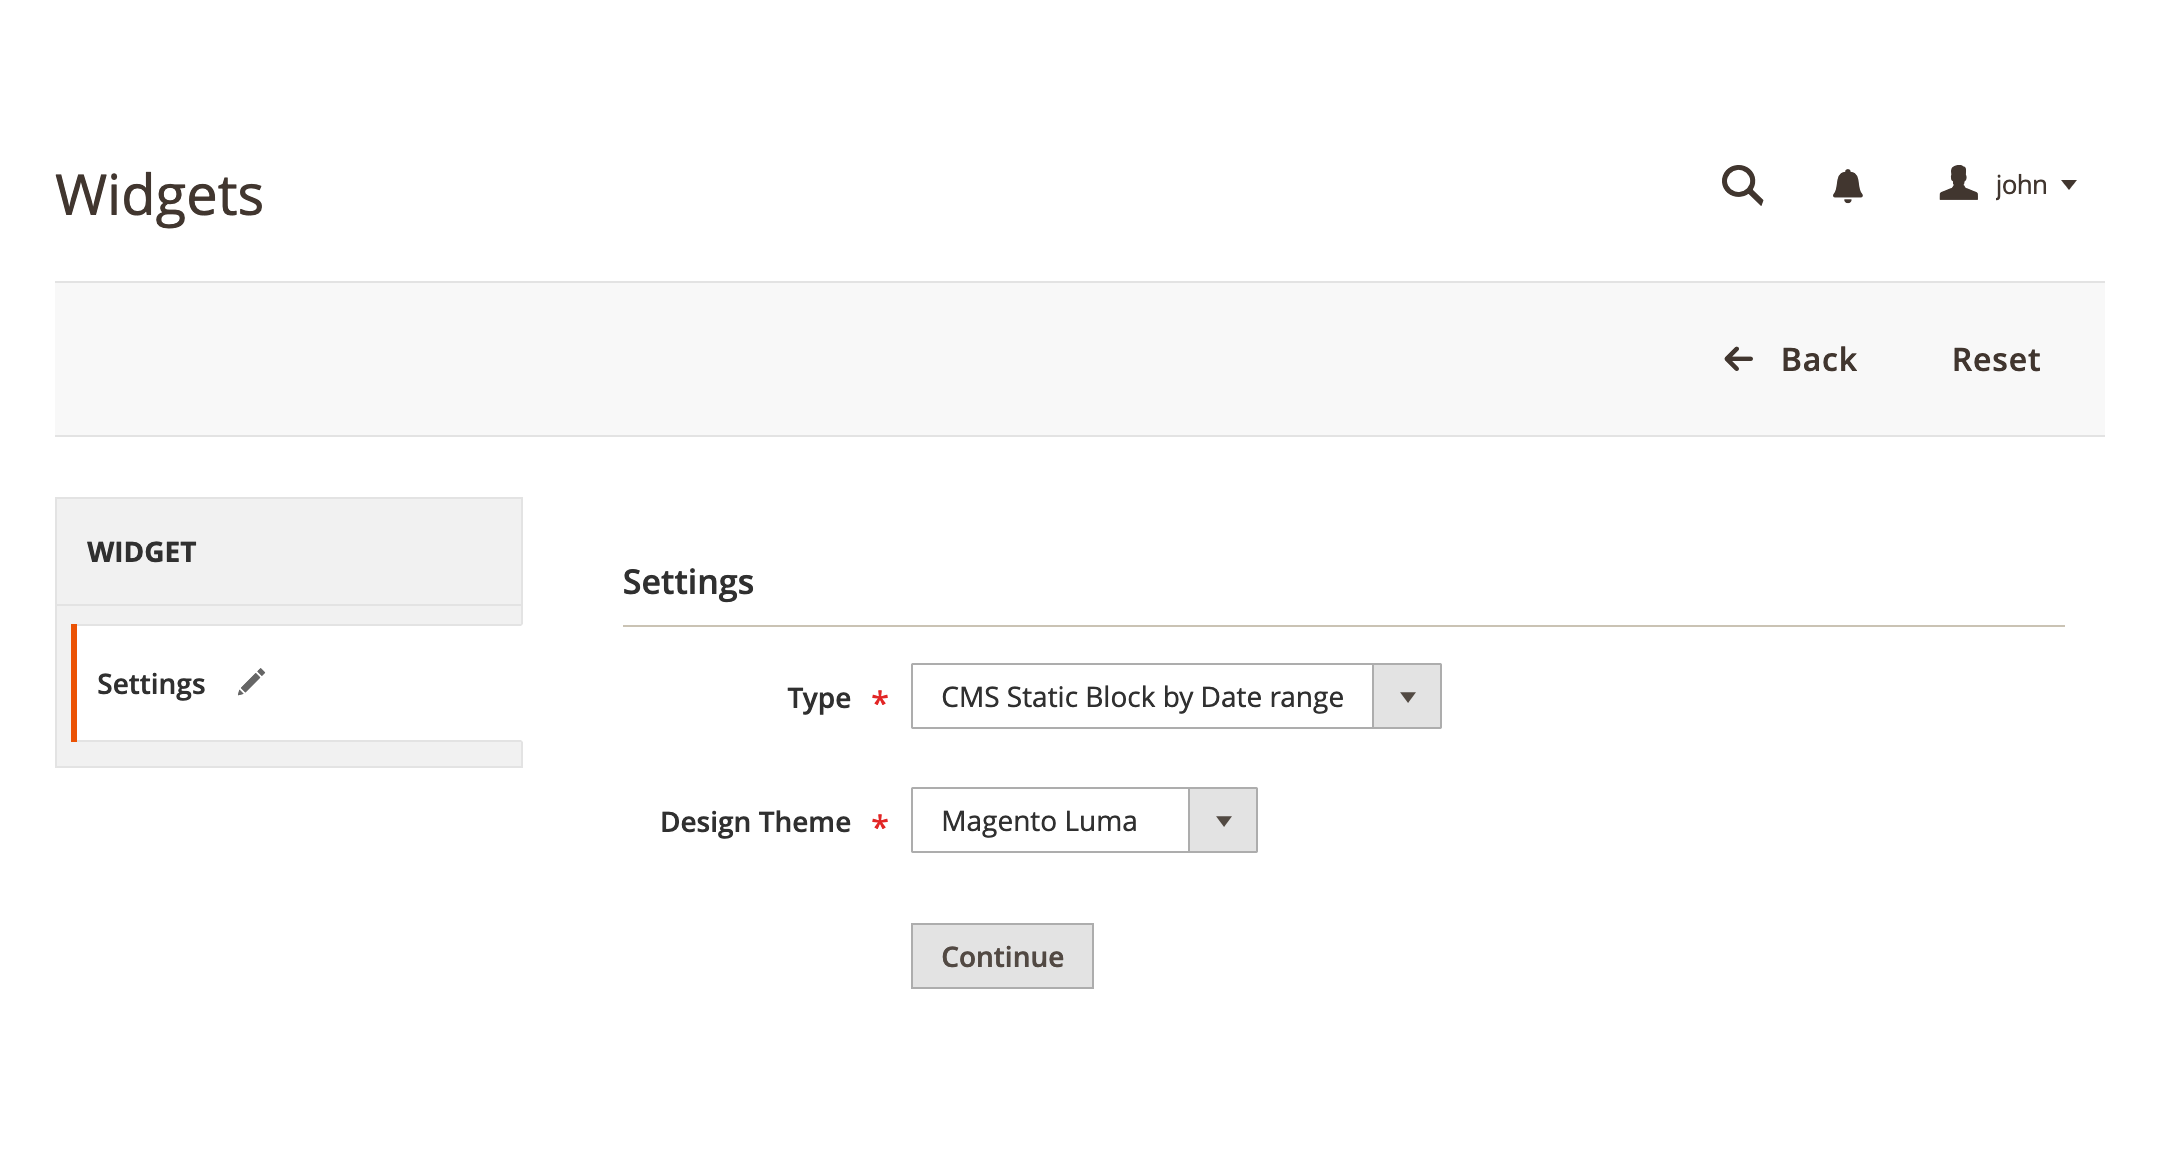 Widgets
john
Back
Reset
WIDGET
Settings
Settings
Type *
CMS Static Block by Date range
Design Theme *
Magento Luma
Continue